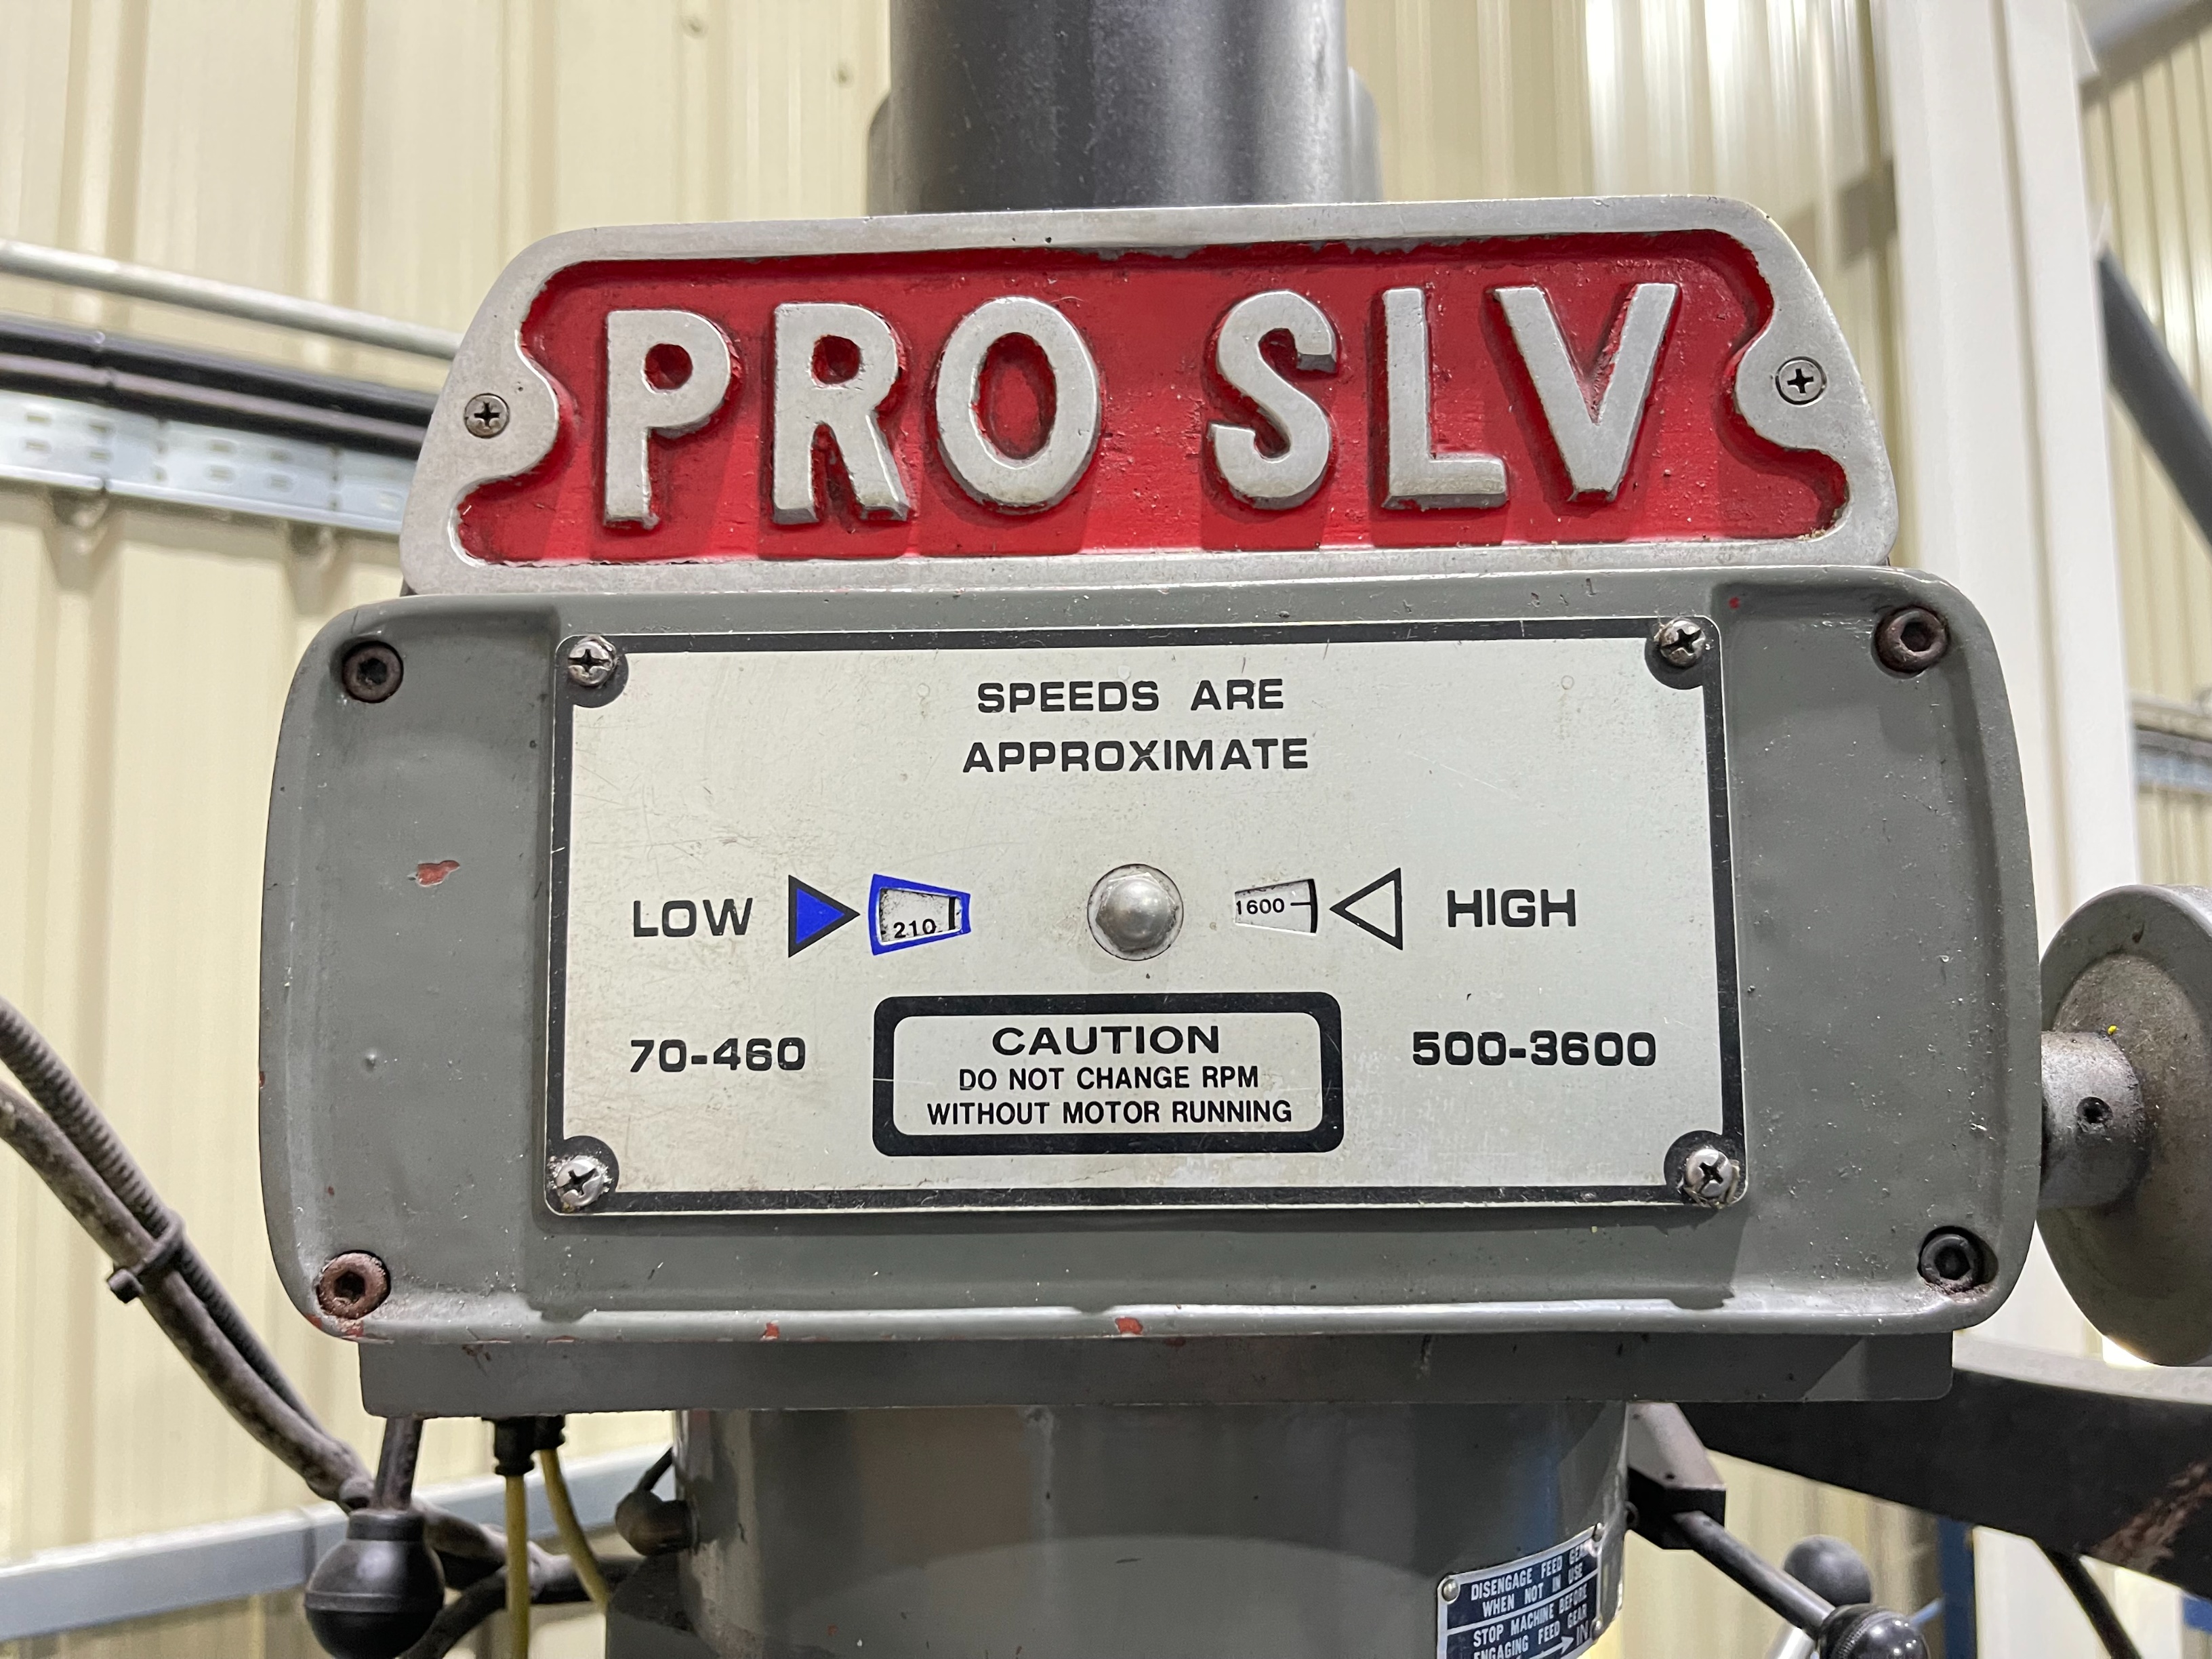 PRO SLV
SPEEDS ARE
APPROXIMATE
LOW 210 1600 HIGH
70-460 500-3600
CAUTION
DO NOT CHANGE RPM
WITHOUT MOTOR RUNNING
DISENGAGE FEED GEAR
WHEN NOT IN USE
STOP MACHINE BEFORE
ENGAGING FEED GEAR
IN